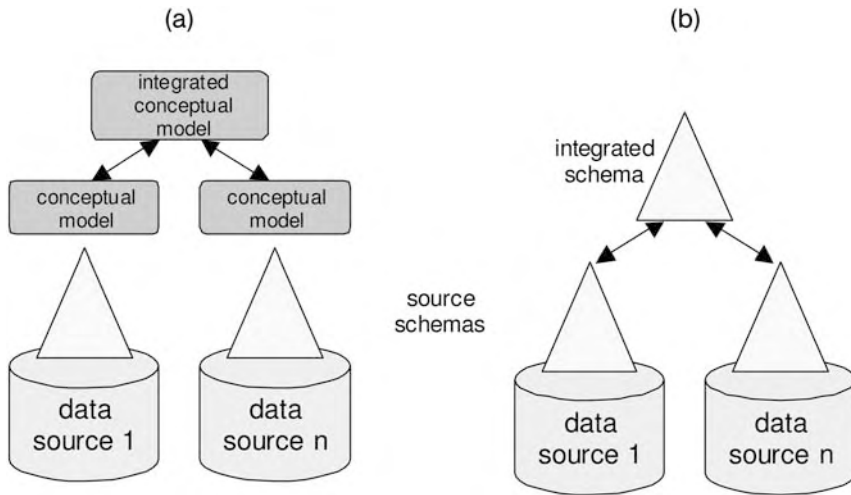 (a)
integrated
conceptual
model
conceptual
model
conceptual
model
data
source 1
data
source n
source
schemas
(b)
integrated
schema
data
source 1
data
source n